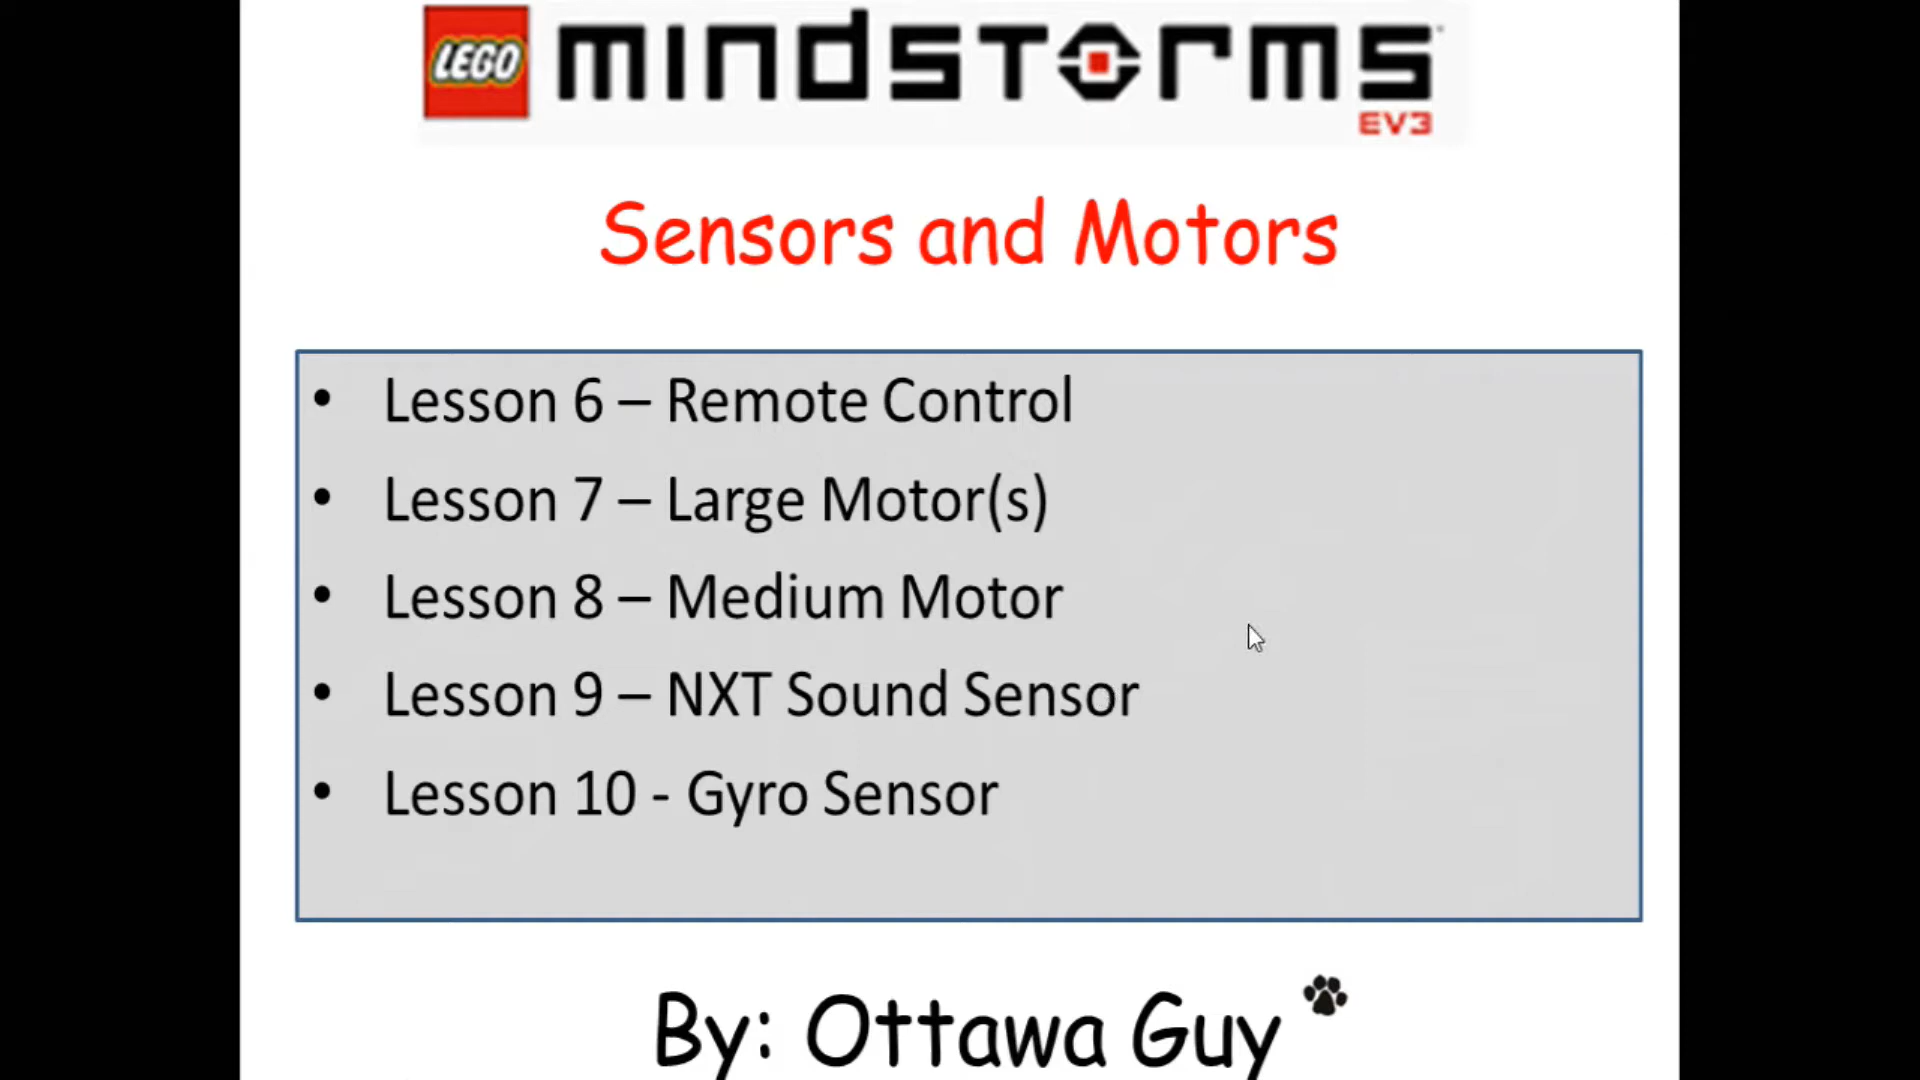 LEGO mindstorms
EV3
Sensors and Motors
• Lesson 6 – Remote Control
• Lesson 7 – Large Motor(s)
• Lesson 8 – Medium Motor
• Lesson 9 – NXT Sound Sensor
• Lesson 10 - Gyro Sensor
By: Ottawa Guy